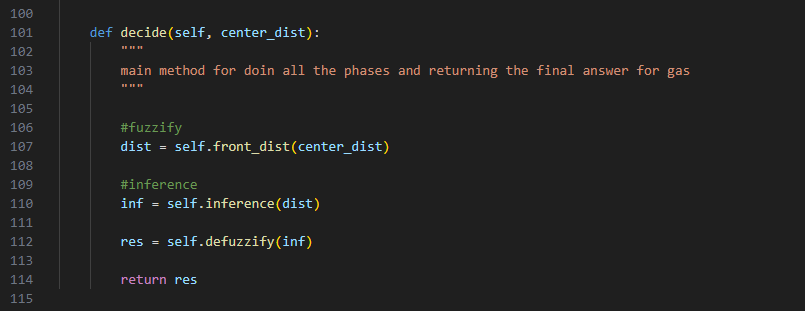 100
101 def decide(self, center_dist):
102 """
103 main method for doin all the phases and returning the final answer for gas
104 """
105
106 #fuzzify
107 dist = self.front_dist(center_dist)
108
109 #inference
110 inf = self.inference(dist)
111
112 res = self.defuzzify(inf)
113
114 return res
115